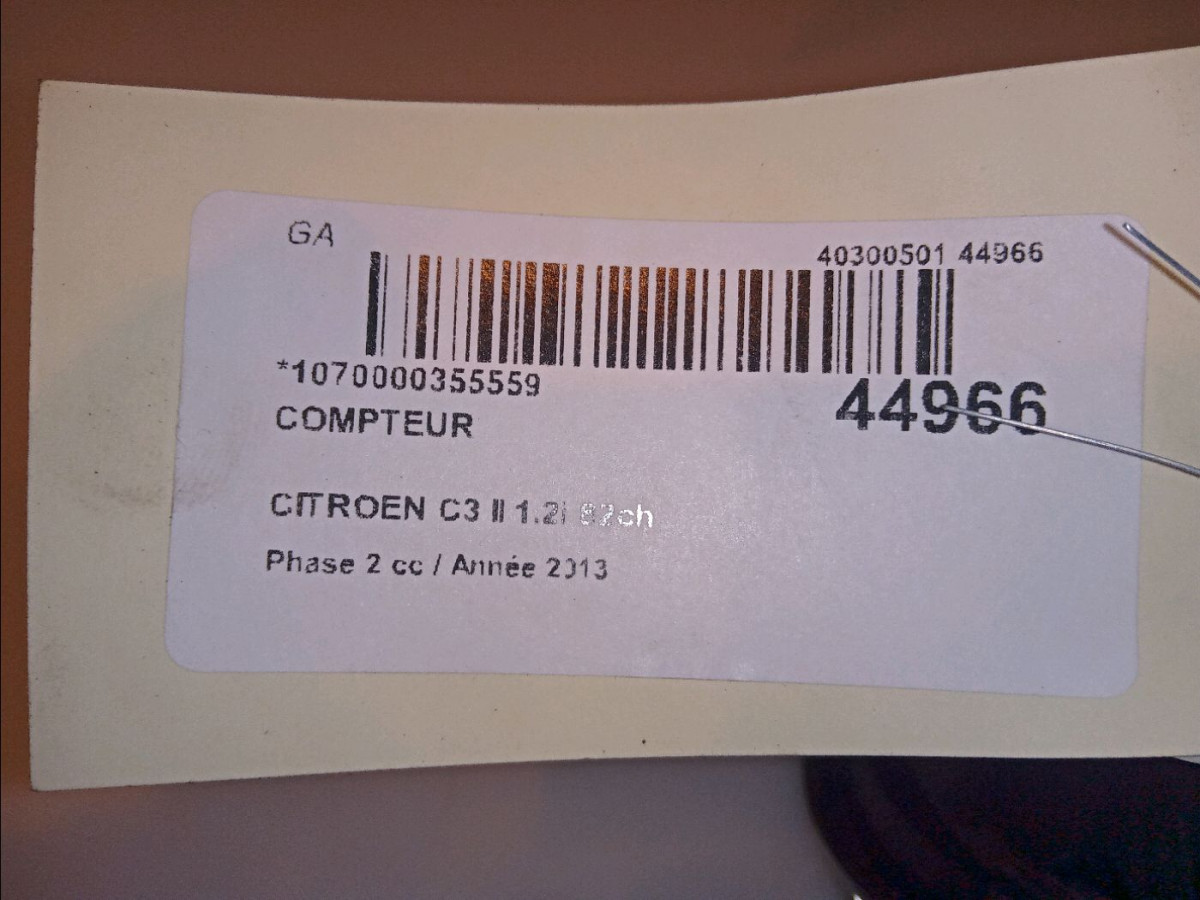 GA
40300501 44966
*1070000355559
44966
COMPTEUR
CITROEN C3 II 1.2i 82ch
Phase 2 cc / Année 2013